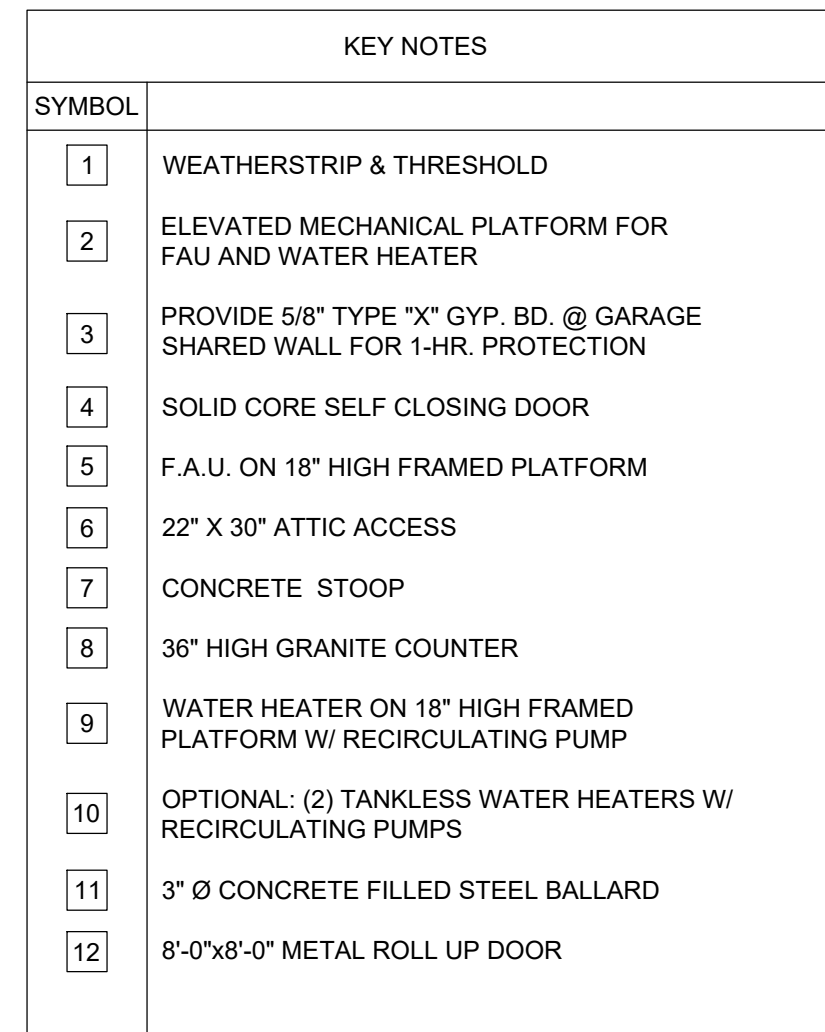 KEY NOTES
SYMBOL
1 WEATHERSTRIP & THRESHOLD
2 ELEVATED MECHANICAL PLATFORM FOR
FAU AND WATER HEATER
3 PROVIDE 5/8" TYPE "X" GYP. BD. @ GARAGE
SHARED WALL FOR 1-HR. PROTECTION
4 SOLID CORE SELF CLOSING DOOR
5 F.A.U. ON 18" HIGH FRAMED PLATFORM
6 22" X 30" ATTIC ACCESS
7 CONCRETE STOOP
8 36" HIGH GRANITE COUNTER
9 WATER HEATER ON 18" HIGH FRAMED
PLATFORM W/ RECIRCULATING PUMP
10 OPTIONAL: (2) TANKLESS WATER HEATERS W/
RECIRCULATING PUMPS
11 3" Ø CONCRETE FILLED STEEL BALLARD
12 8'-0"x8'-0" METAL ROLL UP DOOR